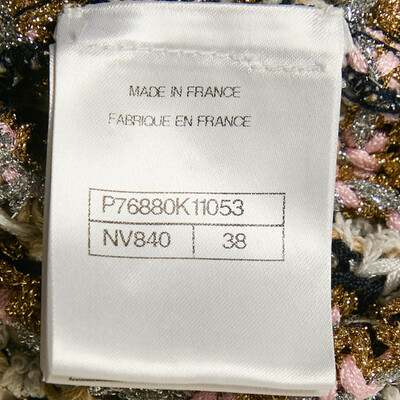 MADE IN FRANCE
FABRIQUE EN FRANCE
P76880K11053
NV840 38